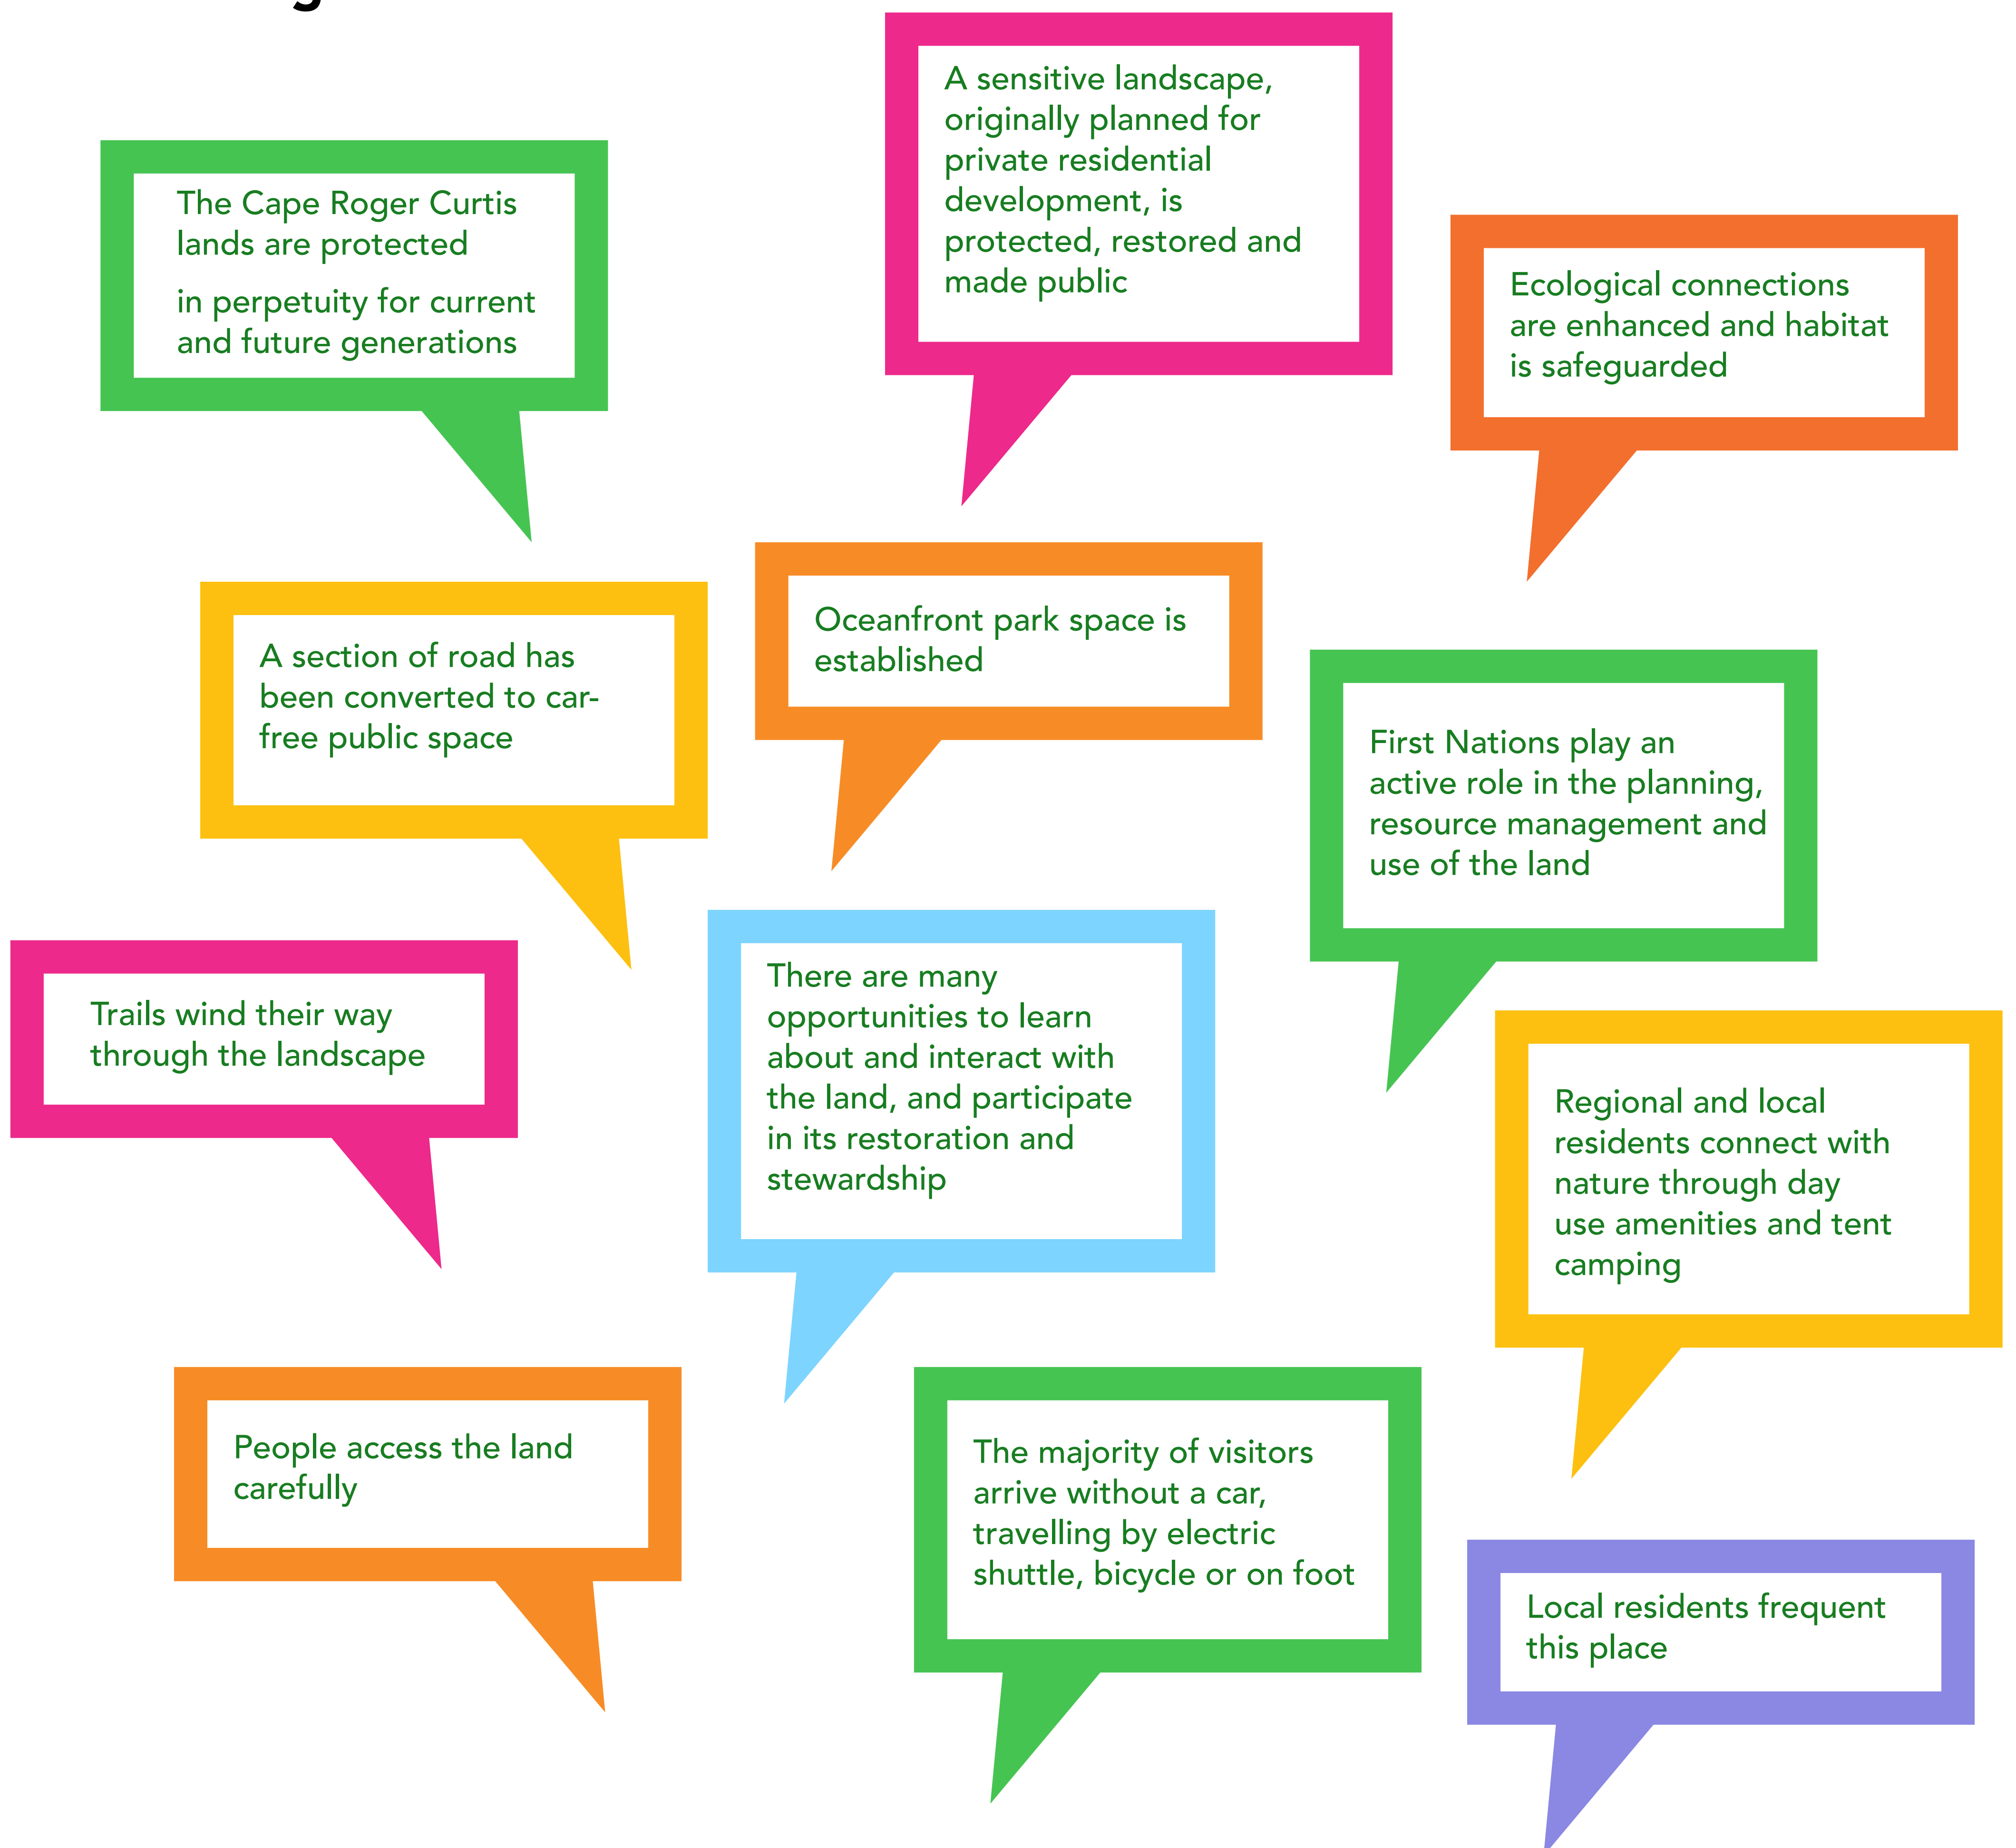 The Cape Roger Curtis
lands are protected
in perpetuity for current
and future generations
A sensitive landscape,
originally planned for
private residential
development, is
protected, restored and
made public
Ecological connections
are enhanced and habitat
is safeguarded
A section of road has
been converted to car-
free public space
Oceanfront park space is
established
First Nations play an
active role in the planning,
resource management and
use of the land
Trails wind their way
through the landscape
There are many
opportunities to learn
about and interact with
the land, and participate
in its restoration and
stewardship
Regional and local
residents connect with
nature through day
use amenities and tent
camping
People access the land
carefully
The majority of visitors
arrive without a car,
travelling by electric
shuttle, bicycle or on foot
Local residents frequent
this place